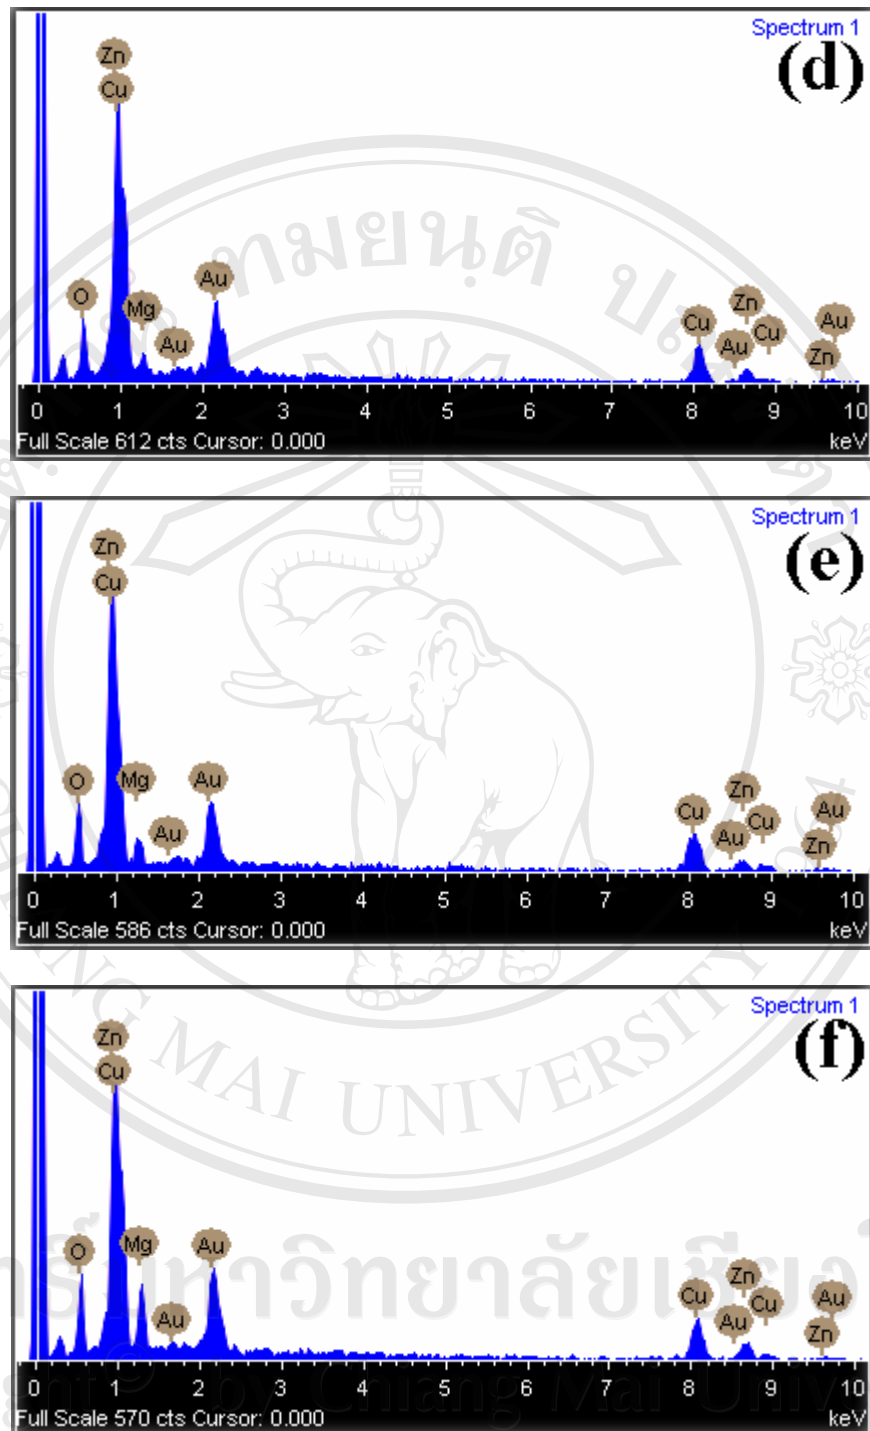 Spectrum 1
(d)
Zn
Cu
O
Mg
Au
Au
Cu
Zn
Au
Cu
Au
Zn
0 1 2 3 4 5 6 7 8 9 10
Full Scale 612 cts Cursor: 0.000 keV
Spectrum 1
(e)
Zn
Cu
O
Mg
Au
Au
Cu
Zn
Au
Cu
Au
Zn
0 1 2 3 4 5 6 7 8 9 10
Full Scale 586 cts Cursor: 0.000 keV
Spectrum 1
(f)
Zn
Cu
O
Mg
Au
Au
Cu
Zn
Au
Cu
Au
Zn
0 1 2 3 4 5 6 7 8 9 10
Full Scale 570 cts Cursor: 0.000 keV
MAI UNIVERSITY
by Chiang Mai